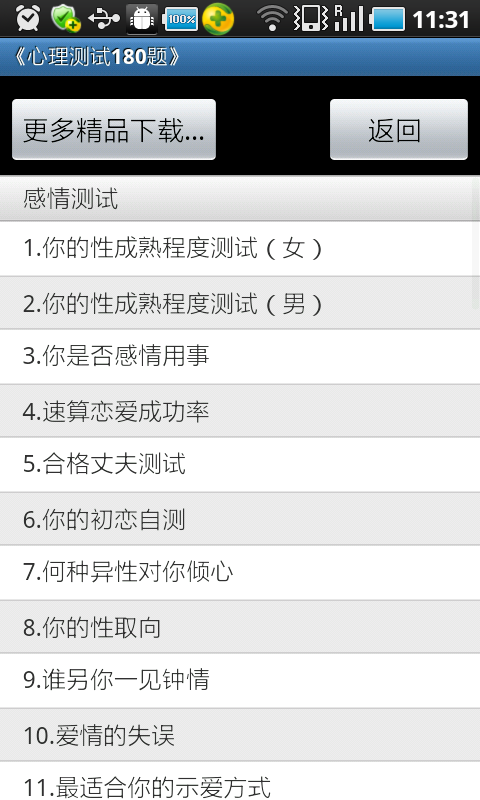 100%
R
11:31
《心理测试180题》
更多精品下载...
返回
感情测试
1.你的性成熟程度测试（女）
2.你的性成熟程度测试（男）
3.你是否感情用事
4.速算恋爱成功率
5.合格丈夫测试
6.你的初恋自测
7.何种异性对你倾心
8.你的性取向
9.谁另你一见钟情
10.爱情的失误
11.最适合你的示爱方式